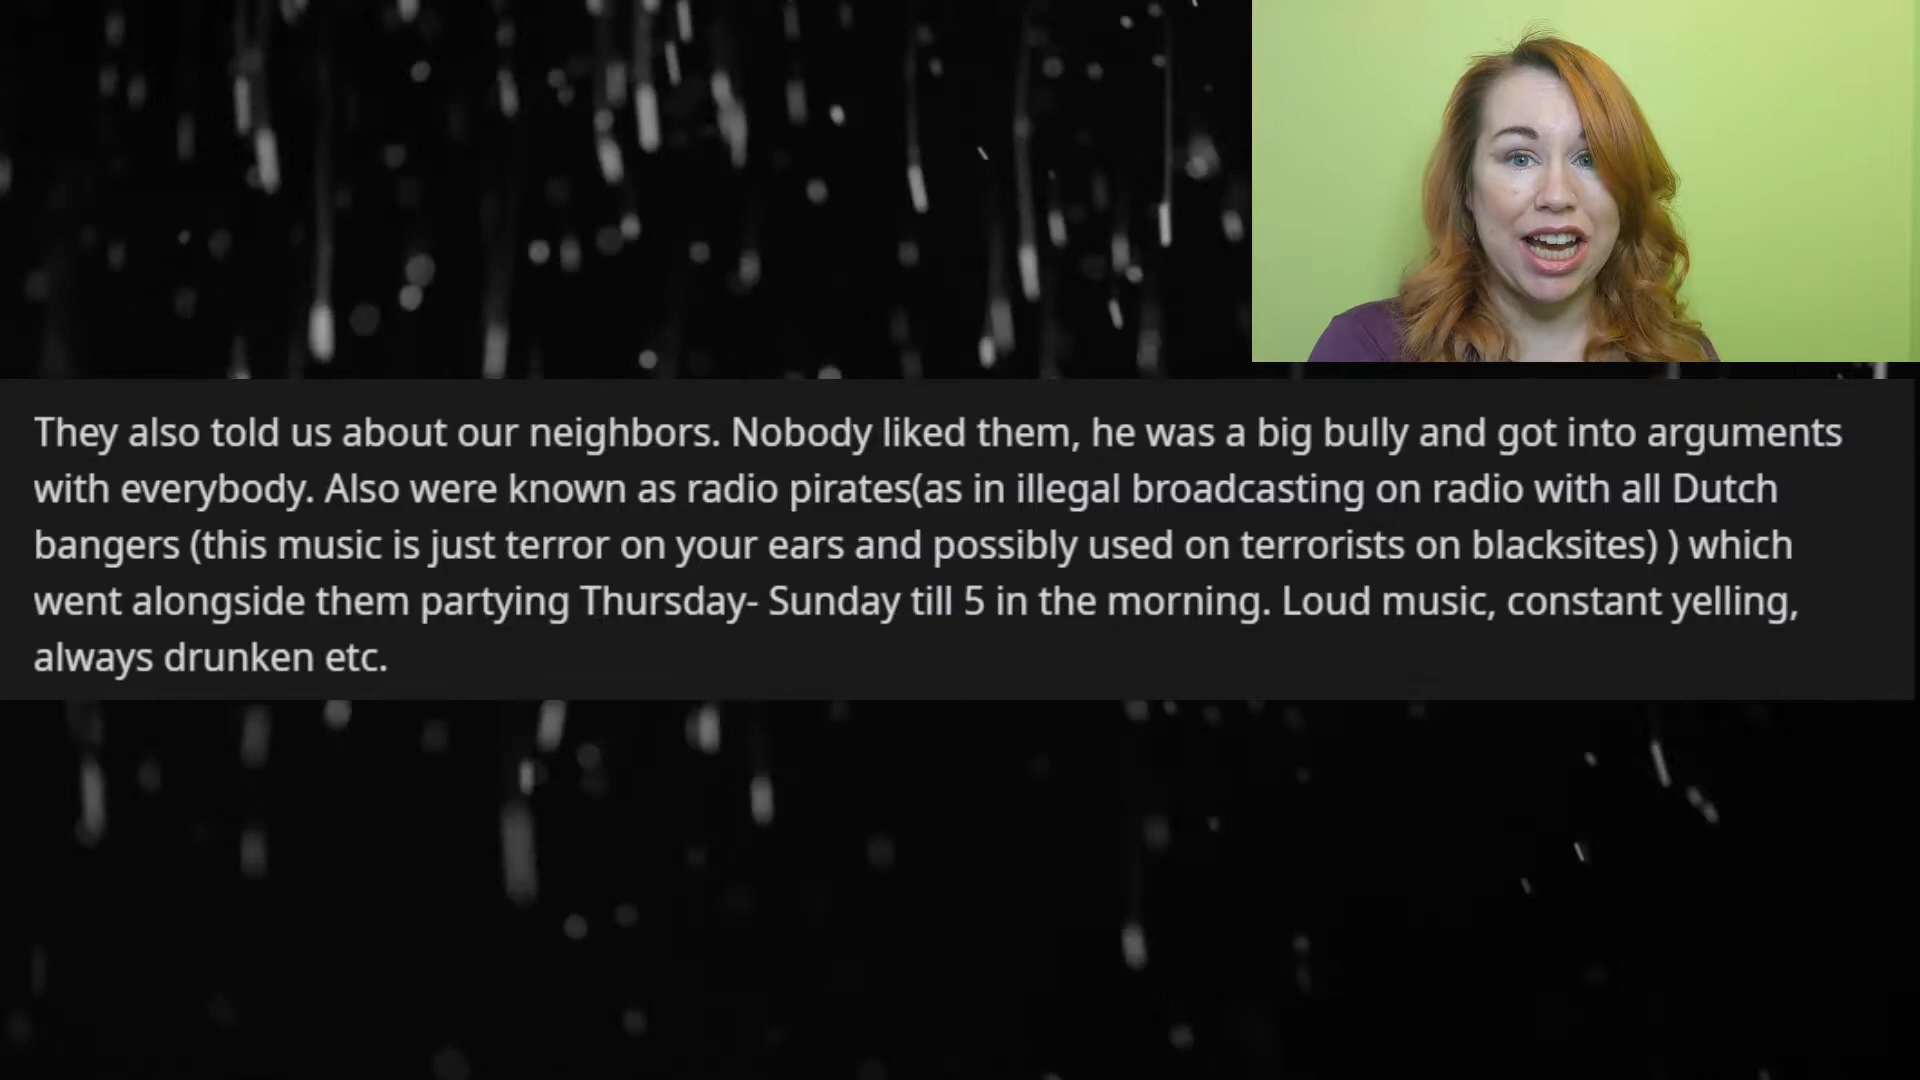 They also told us about our neighbors. Nobody liked them, he was a big bully and got into arguments
with everybody. Also were known as radio pirates(as in illegal broadcasting on radio with all Dutch
bangers (this music is just terror on your ears and possibly used on terrorists on blacksites) ) which
went alongside them partying Thursday- Sunday till 5 in the morning. Loud music, constant yelling,
always drunken etc.